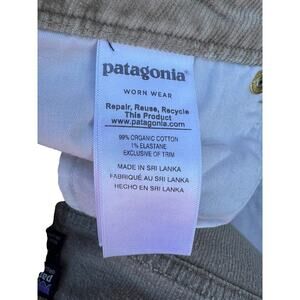 patagonia®
WORN WEAR
Repair, Reuse, Recycle
This Product
www.patagonia.com
99% ORGANIC COTTON
1% ELASTANE
EXCLUSIVE OF TRIM
MADE IN SRI LANKA
FABRIQUÉ AU SRI LANKA
HECHO EN SRI LANKA